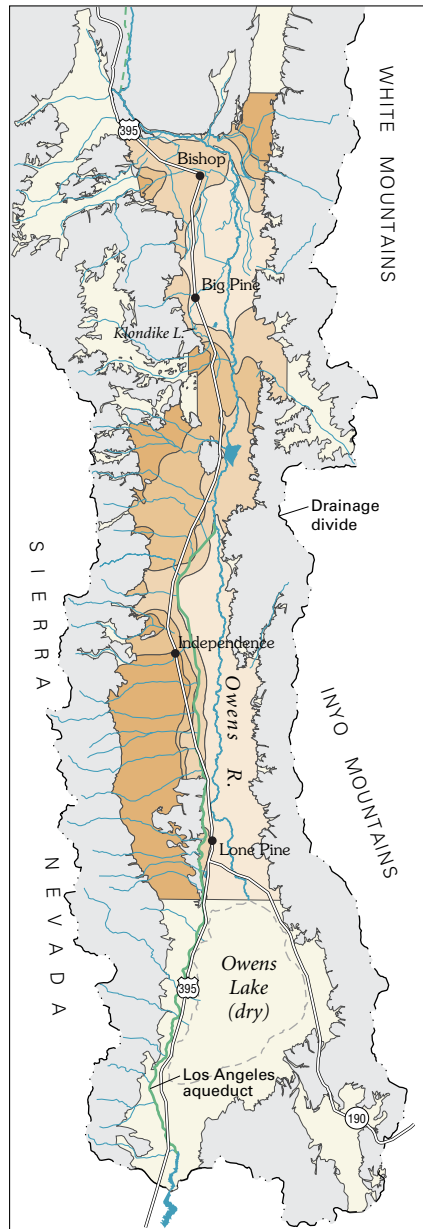 WHITE MOUNTAINS
395
Bishop
Big Pine
Klondike L.
Drainage
divide
SIERRA NEVADA
Independence
Owens R.
INYO MOUNTAINS
Lone Pine
Owens
Lake
(dry)
395
Los Angeles
aqueduct
190